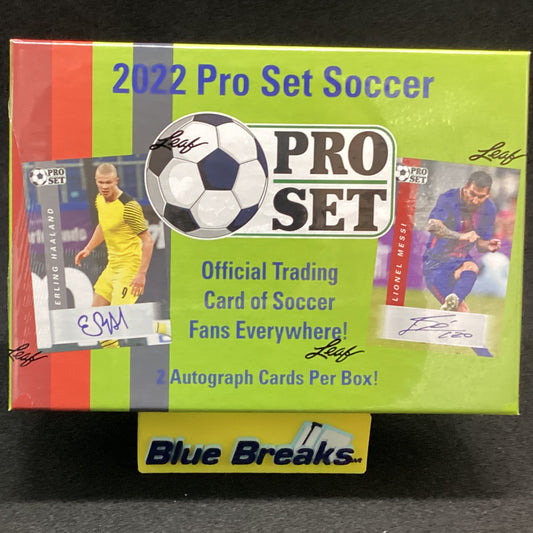 2022 Pro Set Soccer
Leaf
PRO
SET
PRO
SET
ERLING HAALAND
9
Leaf
PRO
SET
LIONEL MESSI
Official Trading
Card of Soccer
Fans Everywhere!
Leaf
Leaf
2 Autograph Cards Per Box!
Blue Breaks